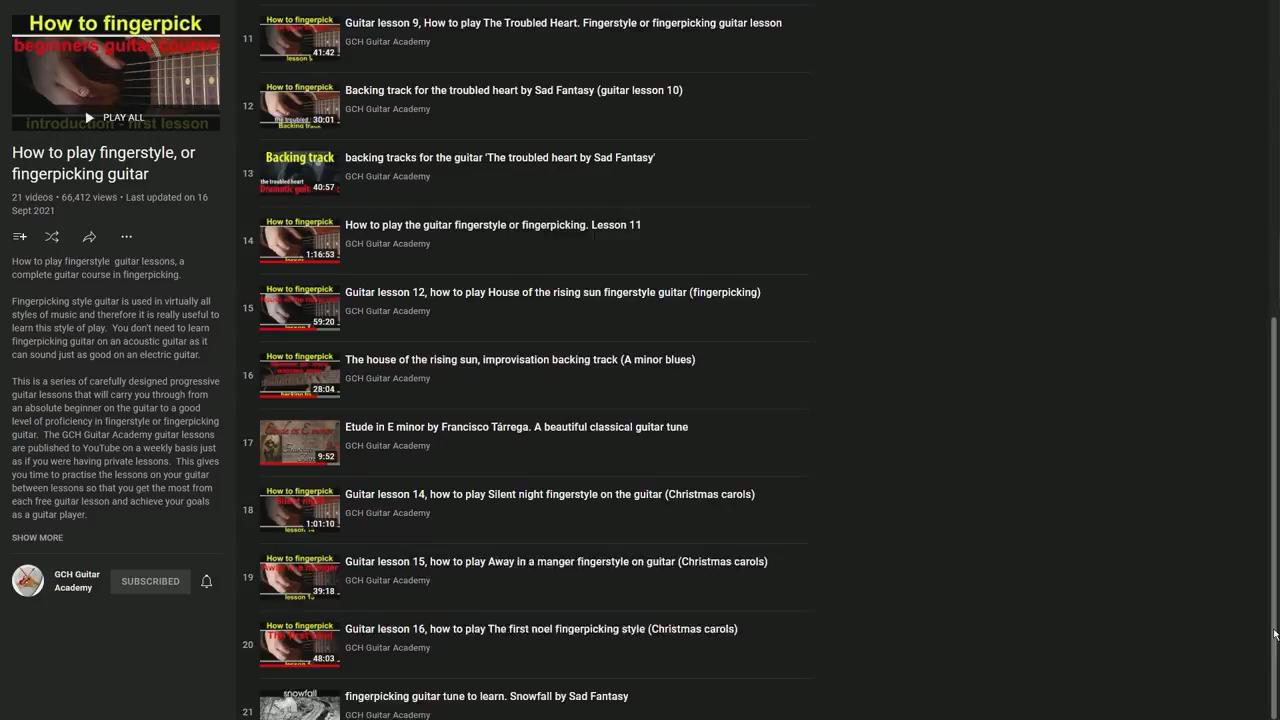 How to fingerpick
beginners guitar course
PLAY ALL
introduction - first lesson
How to play fingerstyle, or
fingerpicking guitar
21 videos • 66,412 views • Last updated on 16
Sept 2021
How to play fingerstyle guitar lessons, a
complete guitar course in fingerpicking.
Fingerpicking style guitar is used in virtually all
styles of music and therefore it is really useful to
learn this style of play. You don't need to learn
fingerpicking guitar on an acoustic guitar as it
can sound just as good on an electric guitar.
This is a series of carefully designed progressive
guitar lessons that will carry you through from
an absolute beginner on the guitar to a good
level of proficiency in fingerstyle or fingerpicking
guitar. The GCH Guitar Academy guitar lessons
are published to YouTube on a weekly basis just
as if you were having private lessons. This gives
you time to practise the lessons on your guitar
between lessons so that you get the most from
each free guitar lesson and achieve your goals
as a guitar player.
SHOW MORE
GCH Guitar
Academy
SUBSCRIBED
11
How to fingerpick
41:42
Guitar lesson 9, How to play The Troubled Heart. Fingerstyle or fingerpicking guitar lesson
GCH Guitar Academy
12
How to fingerpick
the troubled
30:01
Backing track
Backing track for the troubled heart by Sad Fantasy (guitar lesson 10)
GCH Guitar Academy
13
Backing track
the troubled heart
40:57
backing tracks for the guitar 'The troubled heart by Sad Fantasy'
GCH Guitar Academy
14
How to fingerpick
1:16:53
How to play the guitar fingerstyle or fingerpicking. Lesson 11
GCH Guitar Academy
15
How to fingerpick
59:20
Guitar lesson 12, how to play House of the rising sun fingerstyle guitar (fingerpicking)
GCH Guitar Academy
16
How to fingerpick
28:04
The house of the rising sun, improvisation backing track (A minor blues)
GCH Guitar Academy
17
Etude in E minor
9:52
Etude in E minor by Francisco Tárrega. A beautiful classical guitar tune
GCH Guitar Academy
18
How to fingerpick
Silent night
1:01:10
Guitar lesson 14, how to play Silent night fingerstyle on the guitar (Christmas carols)
GCH Guitar Academy
19
How to fingerpick
Away in a manger
39:18
Guitar lesson 15, how to play Away in a manger fingerstyle on guitar (Christmas carols)
GCH Guitar Academy
20
How to fingerpick
The first noel
48:03
Guitar lesson 16, how to play The first noel fingerpicking style (Christmas carols)
GCH Guitar Academy
21
snowfall
fingerpicking guitar tune to learn. Snowfall by Sad Fantasy
GCH Guitar Academy